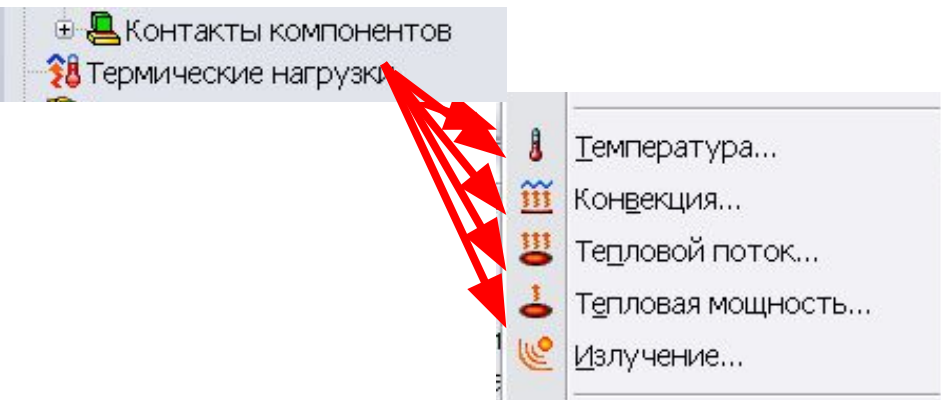 Контакты компонентов
Термические нагрузки
Температура...
Конвекция...
Тепловой поток...
Тепловая мощность...
Излучение...